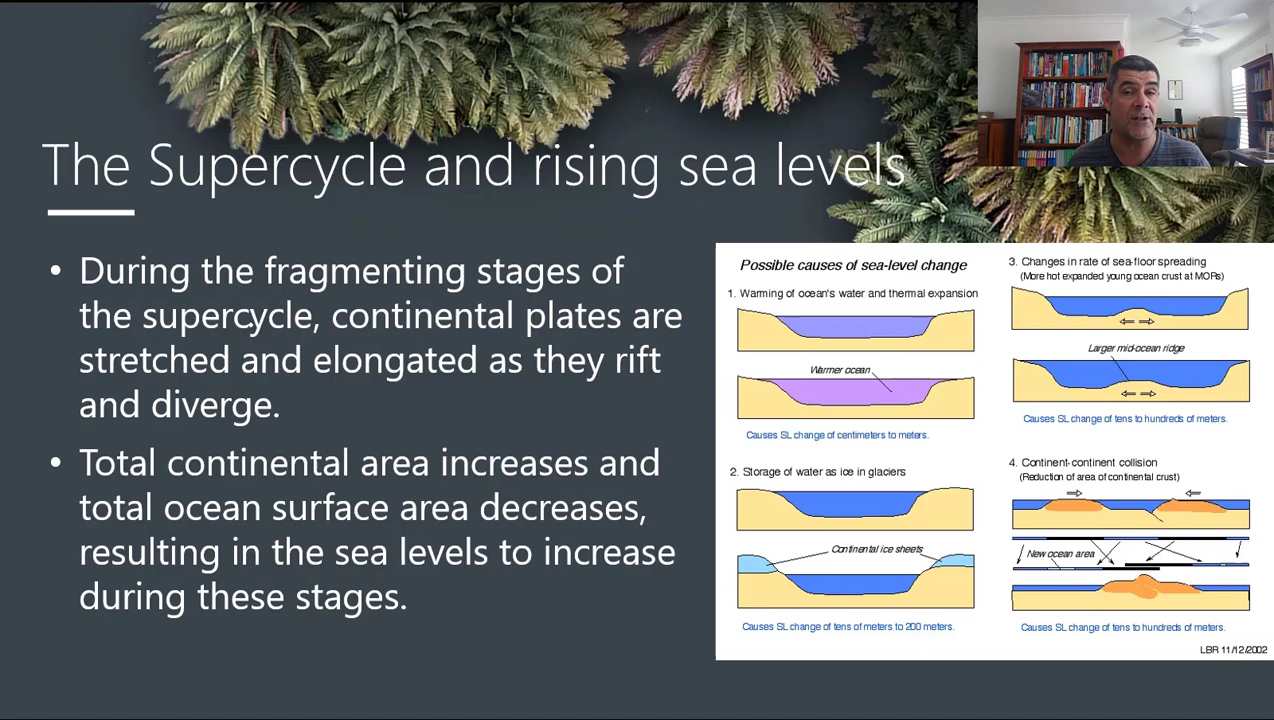 The Supercycle and rising sea levels
• During the fragmenting stages of
the supercycle, continental plates are
stretched and elongated as they rift
and diverge.
• Total continental area increases and
total ocean surface area decreases,
resulting in the sea levels to increase
during these stages.
Possible causes of sea-level change
1. Warming of ocean's water and thermal expansion
Warmer ocean
Causes SL change of centimeters to meters.
2. Storage of water as ice in glaciers
Continental ice sheets
Causes SL change of tens of meters to 200 meters.
3. Changes in rate of sea-floor spreading
(More hot expanded young ocean crust at MORs)
Larger mid-ocean ridge
Causes SL change of tens to hundreds of meters.
4. Continent-continent collision
(Reduction of area of continental crust)
New ocean area
Causes SL change of tens to hundreds of meters.
LBR 11/12/2002